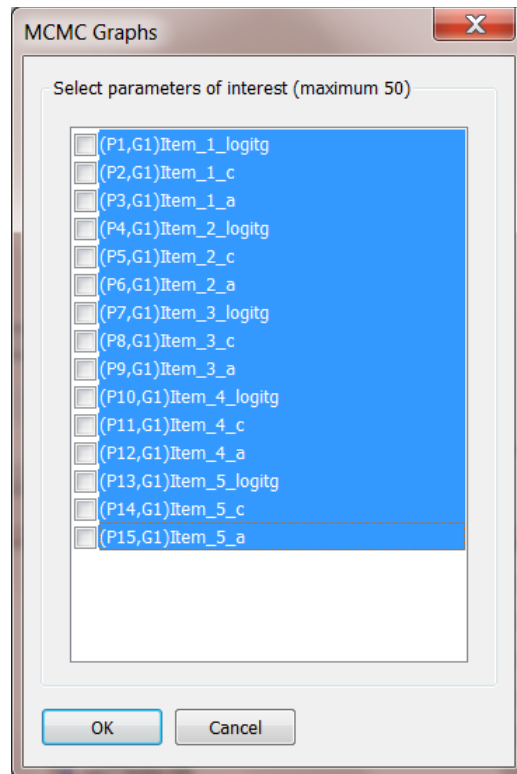 MCMC Graphs
Select parameters of interest (maximum 50)
(P1,G1)Item_1_logitg
(P2,G1)Item_1_c
(P3,G1)Item_1_a
(P4,G1)Item_2_logitg
(P5,G1)Item_2_c
(P6,G1)Item_2_a
(P7,G1)Item_3_logitg
(P8,G1)Item_3_c
(P9,G1)Item_3_a
(P10,G1)Item_4_logitg
(P11,G1)Item_4_c
(P12,G1)Item_4_a
(P13,G1)Item_5_logitg
(P14,G1)Item_5_c
(P15,G1)Item_5_a
OK Cancel